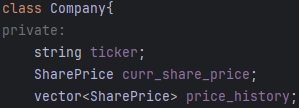 class Company{
private:
    string ticker;
    SharePrice curr_share_price;
    vector<SharePrice> price_history;